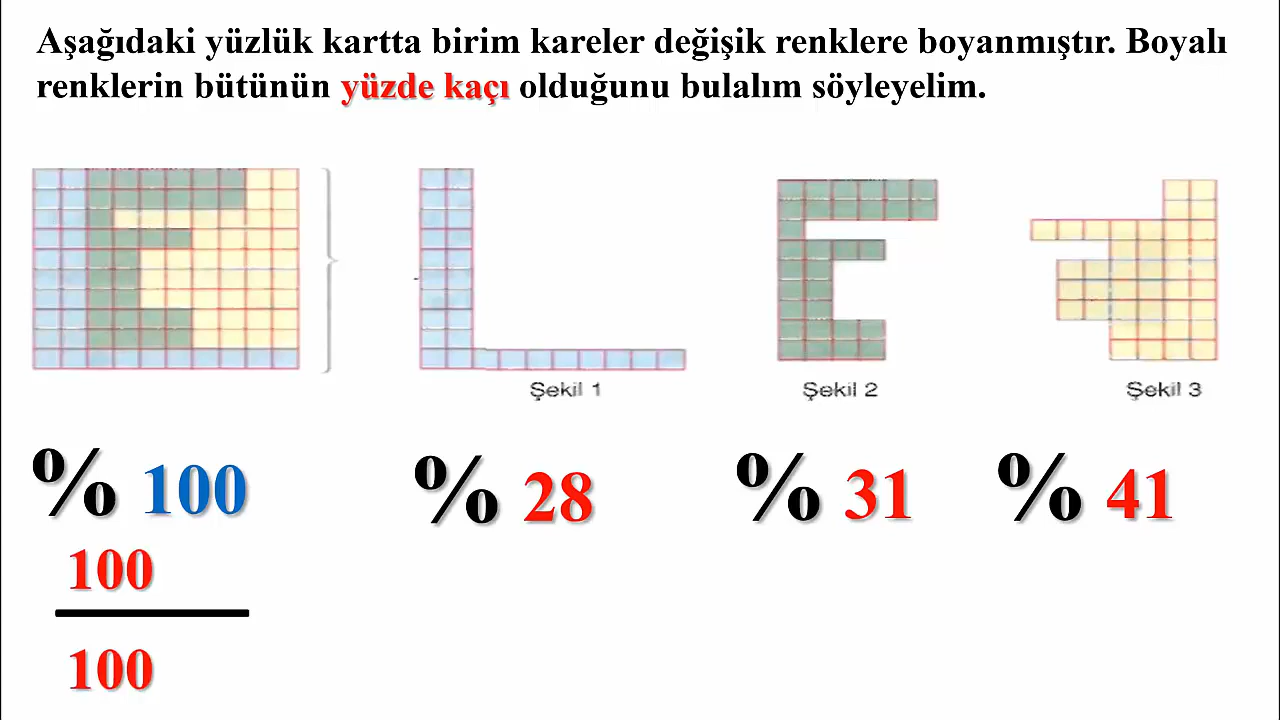 Aşağıdaki yüzlük kartta birim kareler değişik renklere boyanmıştır. Boyalı
renklerin bütünün yüzde kaçı olduğunu bulalım söyleyelim.
Şekil 1
Şekil 2
Şekil 3
% 100
% 28
% 31
% 41
100
100